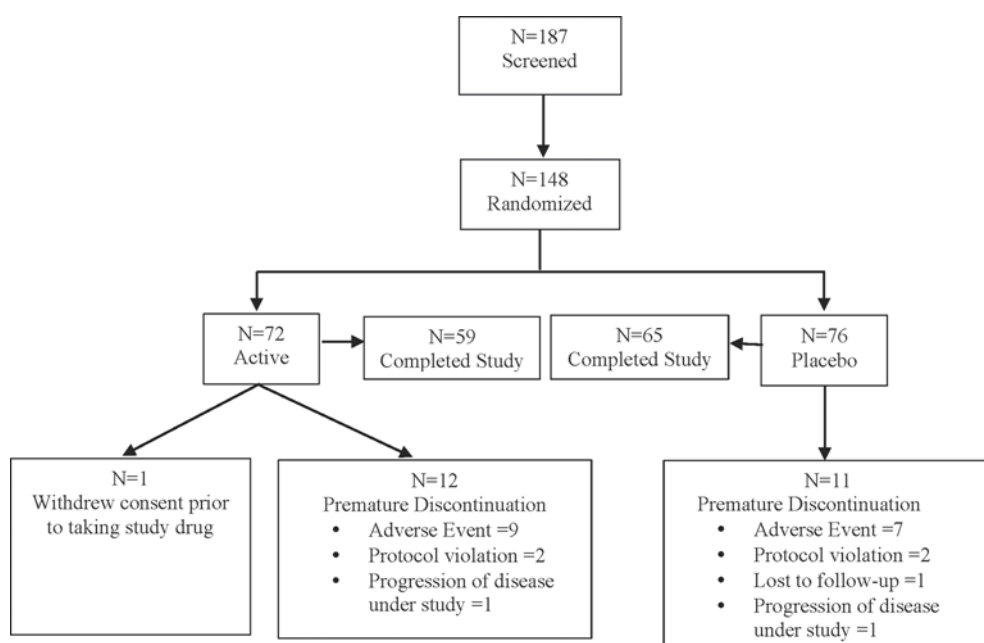 N=187
Screened
N=148
Randomized
N=72
Active
N=59
Completed Study
N=65
Completed Study
N=76
Placebo
N=1
Withdrew consent prior
to taking study drug
N=12
Premature Discontinuation
• Adverse Event =9
• Protocol violation =2
• Progression of disease
under study =1
N=11
Premature Discontinuation
• Adverse Event =7
• Protocol violation =2
• Lost to follow-up =1
• Progression of disease
under study =1